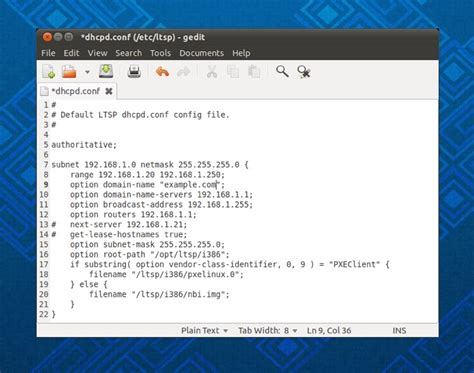 *dhcpd.conf (/etc/ltsp) - gedit
File Edit View Search Tools Documents Help
*dhcpd.conf
1 #
2 # Default LTSP dhcpd.conf config file.
3 #
4
5 authoritative;
6
7 subnet 192.168.1.0 netmask 255.255.255.0 {
8 range 192.168.1.20 192.168.1.250;
9 option domain-name "example.com";
10 option domain-name-servers 192.168.1.1;
11 option broadcast-address 192.168.1.255;
12 option routers 192.168.1.1;
13 # next-server 192.168.1.21;
14 # get-lease-hostnames true;
15 option subnet-mask 255.255.255.0;
16 option root-path "/opt/ltsp/i386";
17 if substring( option vendor-class-identifier, 0, 9 ) = "PXEClient" {
18 filename "/ltsp/i386/pxelinux.0";
19 } else {
20 filename "/ltsp/i386/nbi.img";
21 }
22 }
Plain Text Tab Width: 8 Ln 9, Col 36 INS